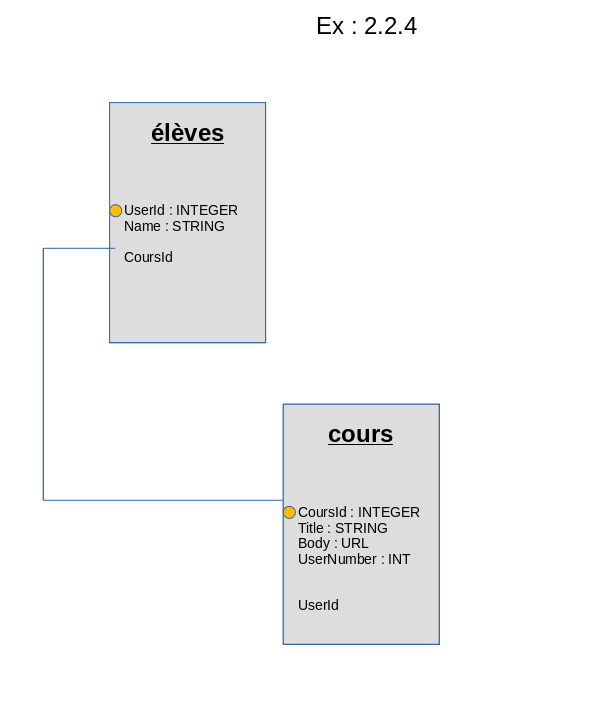 Ex : 2.2.4
élèves
UserId : INTEGER
Name : STRING
CoursId
cours
CoursId : INTEGER
Title : STRING
Body : URL
UserNumber : INT
UserId